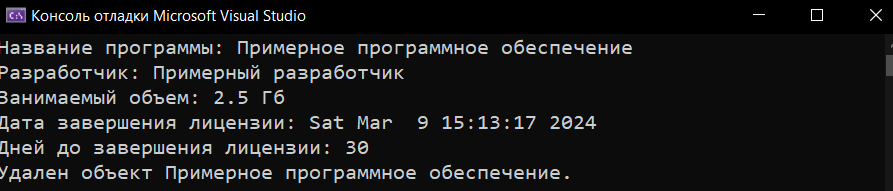 Консоль отладки Microsoft Visual Studio
Название программы: Примерное программное обеспечение
Разработчик: Примерный разработчик
Занимаемый объем: 2.5 Гб
Дата завершения лицензии: Sat Mar  9 15:13:17 2024
Дней до завершения лицензии: 30
Удален объект Примерное программное обеспечение.